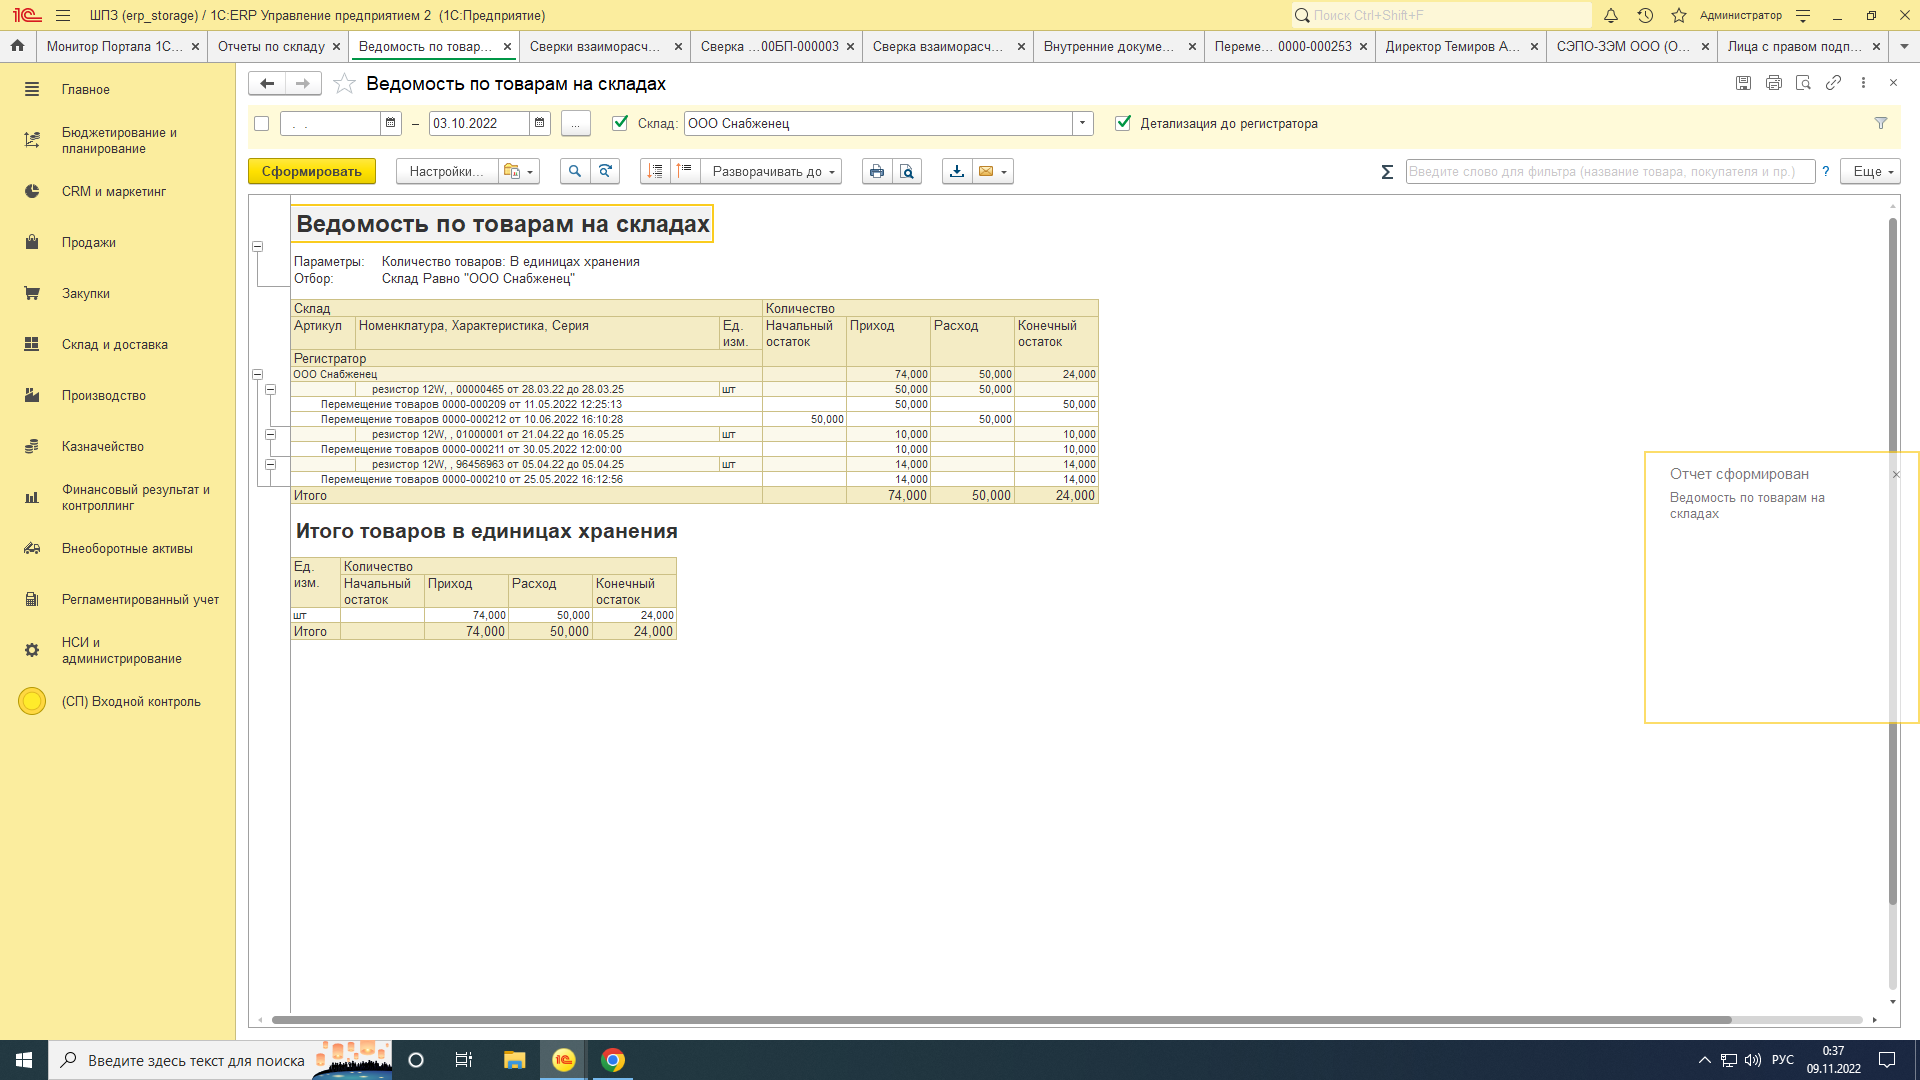 ШПЗ (erp_storage) / 1С:ERP Управление предприятием 2 (1С:Предприятие)
Поиск Ctrl+Shift+F
Администратор
Монитор Портала 1С...
Отчеты по складу
Ведомость по товар...
Сверки взаиморасч...
Сверка ...00БП-000003
Сверка взаиморасч...
Внутренние докуме...
Переме... 0000-000253
Директор Темиров А...
СЭПО-ЗЭМ ООО (О...
Лица с правом подп...
Главное
Бюджетирование и
планирование
CRM и маркетинг
Продажи
Закупки
Склад и доставка
Производство
Казначейство
Финансовый результат и
контроллинг
Внеоборотные активы
Регламентированный учет
НСИ и
администрирование
(СП) Входной контроль
Ведомость по товарам на складах
. . – 03.10.2022 ... Склад: ООО Снабженец Детализация до регистратора
Сформировать Настройки... Разворачивать до Σ Введите слово для фильтра (название товара, покупателя и пр.) ? Еще
Ведомость по товарам на складах
Параметры: Количество товаров: В единицах хранения
Отбор: Склад Равно "ООО Снабженец"
Склад Количество
Артикул Номенклатура, Характеристика, Серия Ед. изм. Начальный остаток Приход Расход Конечный остаток
Регистратор
ООО Снабженец 74,000 50,000 24,000
резистор 12W, , 00000465 от 28.03.22 до 28.03.25 шт 50,000 50,000
Перемещение товаров 0000-000209 от 11.05.2022 12:25:13 50,000 50,000
Перемещение товаров 0000-000212 от 10.06.2022 16:10:28 50,000 50,000
резистор 12W, , 01000001 от 21.04.22 до 16.05.25 шт 10,000 10,000
Перемещение товаров 0000-000211 от 30.05.2022 12:00:00 10,000 10,000
резистор 12W, , 96456963 от 05.04.22 до 05.04.25 шт 14,000 14,000
Перемещение товаров 0000-000210 от 25.05.2022 16:12:56 14,000 14,000
Итого 74,000 50,000 24,000
Итого товаров в единицах хранения
Ед. изм. Количество
Начальный остаток Приход Расход Конечный остаток
шт 74,000 50,000 24,000
Итого 74,000 50,000 24,000
Отчет сформирован
Ведомость по товарам на
складах
Введите здесь текст для поиска
РУС
0:37
09.11.2022